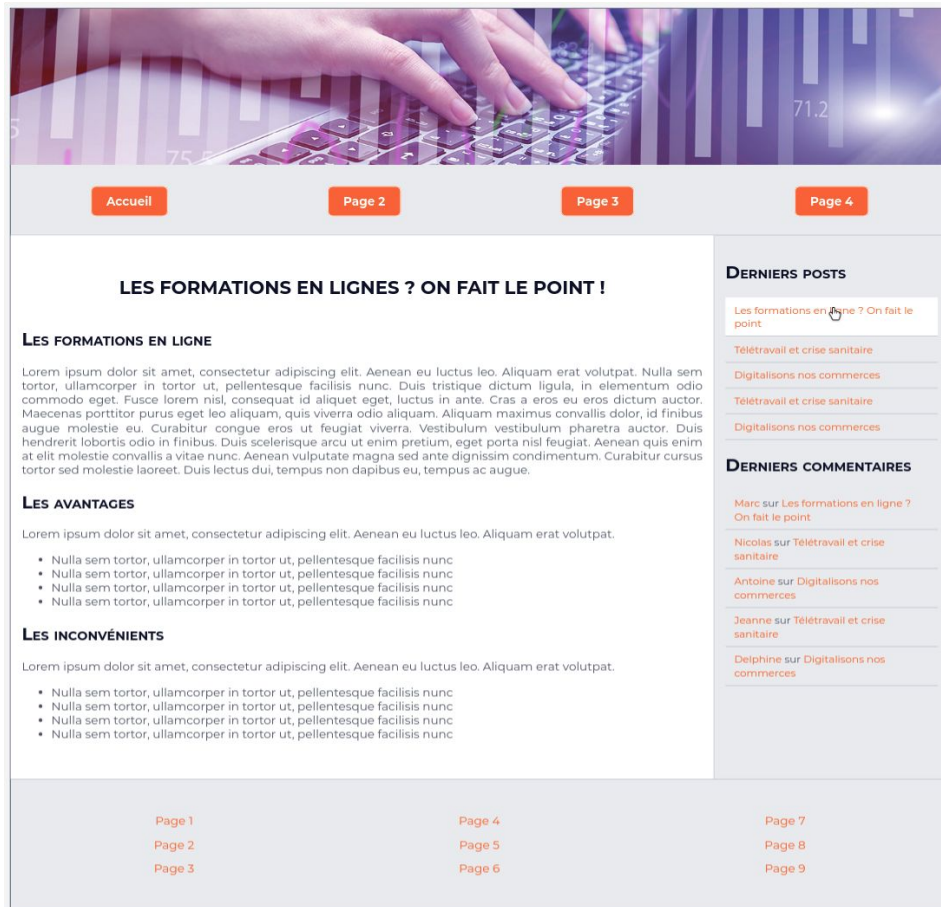 71.2
75.5
Accueil
Page 2
Page 3
Page 4
LES FORMATIONS EN LIGNES ? ON FAIT LE POINT !
LES FORMATIONS EN LIGNE
Lorem ipsum dolor sit amet, consectetur adipiscing elit. Aenean eu luctus leo. Aliquam erat volutpat. Nulla sem
tortor, ullamcorper in tortor ut, pellentesque facilisis nunc. Duis tristique dictum ligula, in elementum odio
commodo eget. Fusce lorem nisl, consequat id aliquet eget, luctus in ante. Cras a eros eu eros dictum auctor.
Maecenas porttitor purus eget leo aliquam, quis viverra odio aliquam. Aliquam maximus convallis dolor, id finibus
augue molestie eu. Curabitur congue eros ut feugiat viverra. Vestibulum vestibulum pharetra auctor. Duis
hendrerit lobortis odio in finibus. Duis scelerisque arcu ut enim pretium, eget porta nisl feugiat. Aenean quis enim
at elit molestie convallis a vitae nunc. Aenean vulputate magna sed ante dignissim condimentum. Curabitur cursus
tortor sed molestie laoreet. Duis lectus dui, tempus non dapibus eu, tempus ac augue.
LES AVANTAGES
Lorem ipsum dolor sit amet, consectetur adipiscing elit. Aenean eu luctus leo. Aliquam erat volutpat.
• Nulla sem tortor, ullamcorper in tortor ut, pellentesque facilisis nunc
• Nulla sem tortor, ullamcorper in tortor ut, pellentesque facilisis nunc
• Nulla sem tortor, ullamcorper in tortor ut, pellentesque facilisis nunc
• Nulla sem tortor, ullamcorper in tortor ut, pellentesque facilisis nunc
LES INCONVÉNIENTS
Lorem ipsum dolor sit amet, consectetur adipiscing elit. Aenean eu luctus leo. Aliquam erat volutpat.
• Nulla sem tortor, ullamcorper in tortor ut, pellentesque facilisis nunc
• Nulla sem tortor, ullamcorper in tortor ut, pellentesque facilisis nunc
• Nulla sem tortor, ullamcorper in tortor ut, pellentesque facilisis nunc
• Nulla sem tortor, ullamcorper in tortor ut, pellentesque facilisis nunc
DERNIERS POSTS
Les formations en ligne ? On fait le
point
Télétravail et crise sanitaire
Digitalisons nos commerces
Télétravail et crise sanitaire
Digitalisons nos commerces
DERNIERS COMMENTAIRES
Marc sur Les formations en ligne ?
On fait le point
Nicolas sur Télétravail et crise
sanitaire
Antoine sur Digitalisons nos
commerces
Jeanne sur Télétravail et crise
sanitaire
Delphine sur Digitalisons nos
commerces
Page 1
Page 2
Page 3
Page 4
Page 5
Page 6
Page 7
Page 8
Page 9